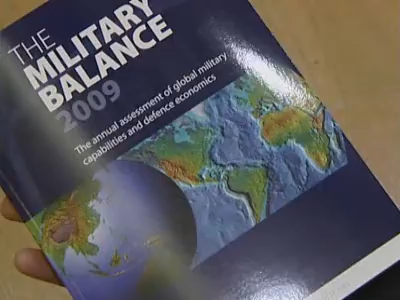 THE
MILITARY
BALANCE
2009
The annual assessment of global military
capabilities and defence economics